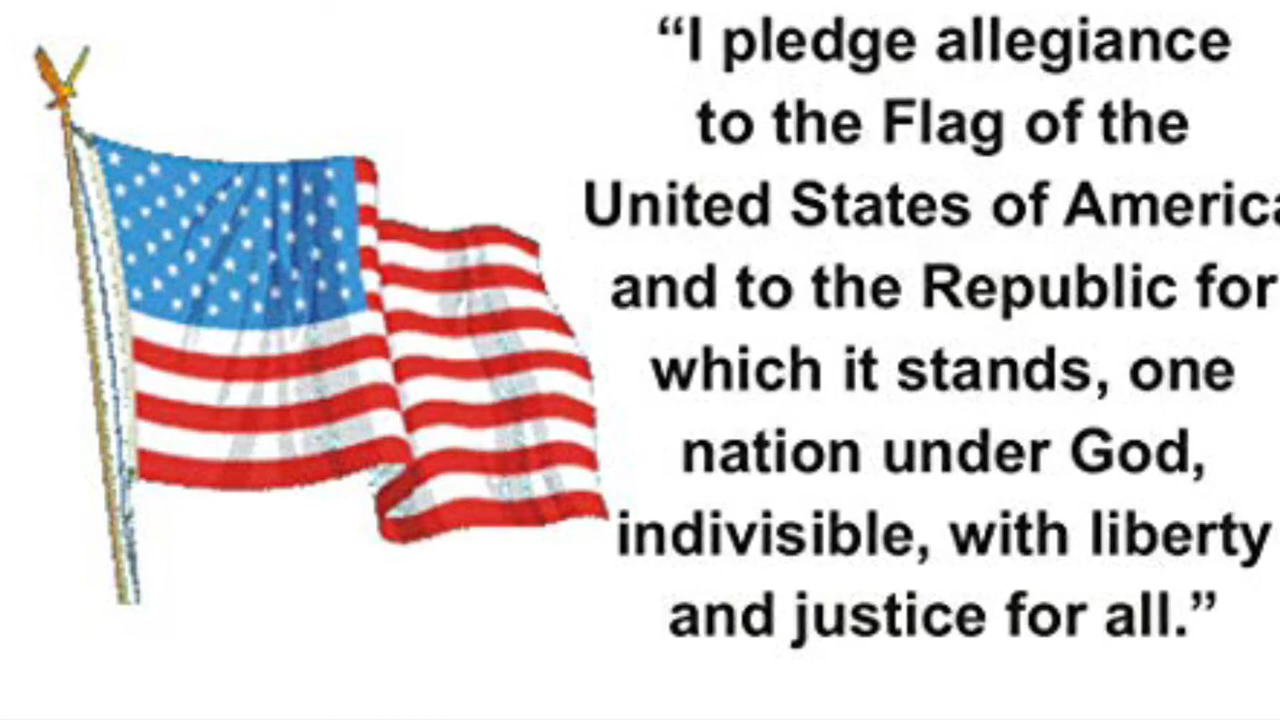 “I pledge allegiance
to the Flag of the
United States of America
and to the Republic for
which it stands, one
nation under God,
indivisible, with liberty
and justice for all.”